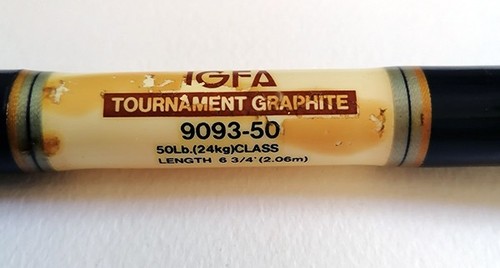 IGFA
TOURNAMENT GRAPHITE
9093-50
50Lb.(24kg)CLASS
LENGTH 6 3/4'(2.06m)